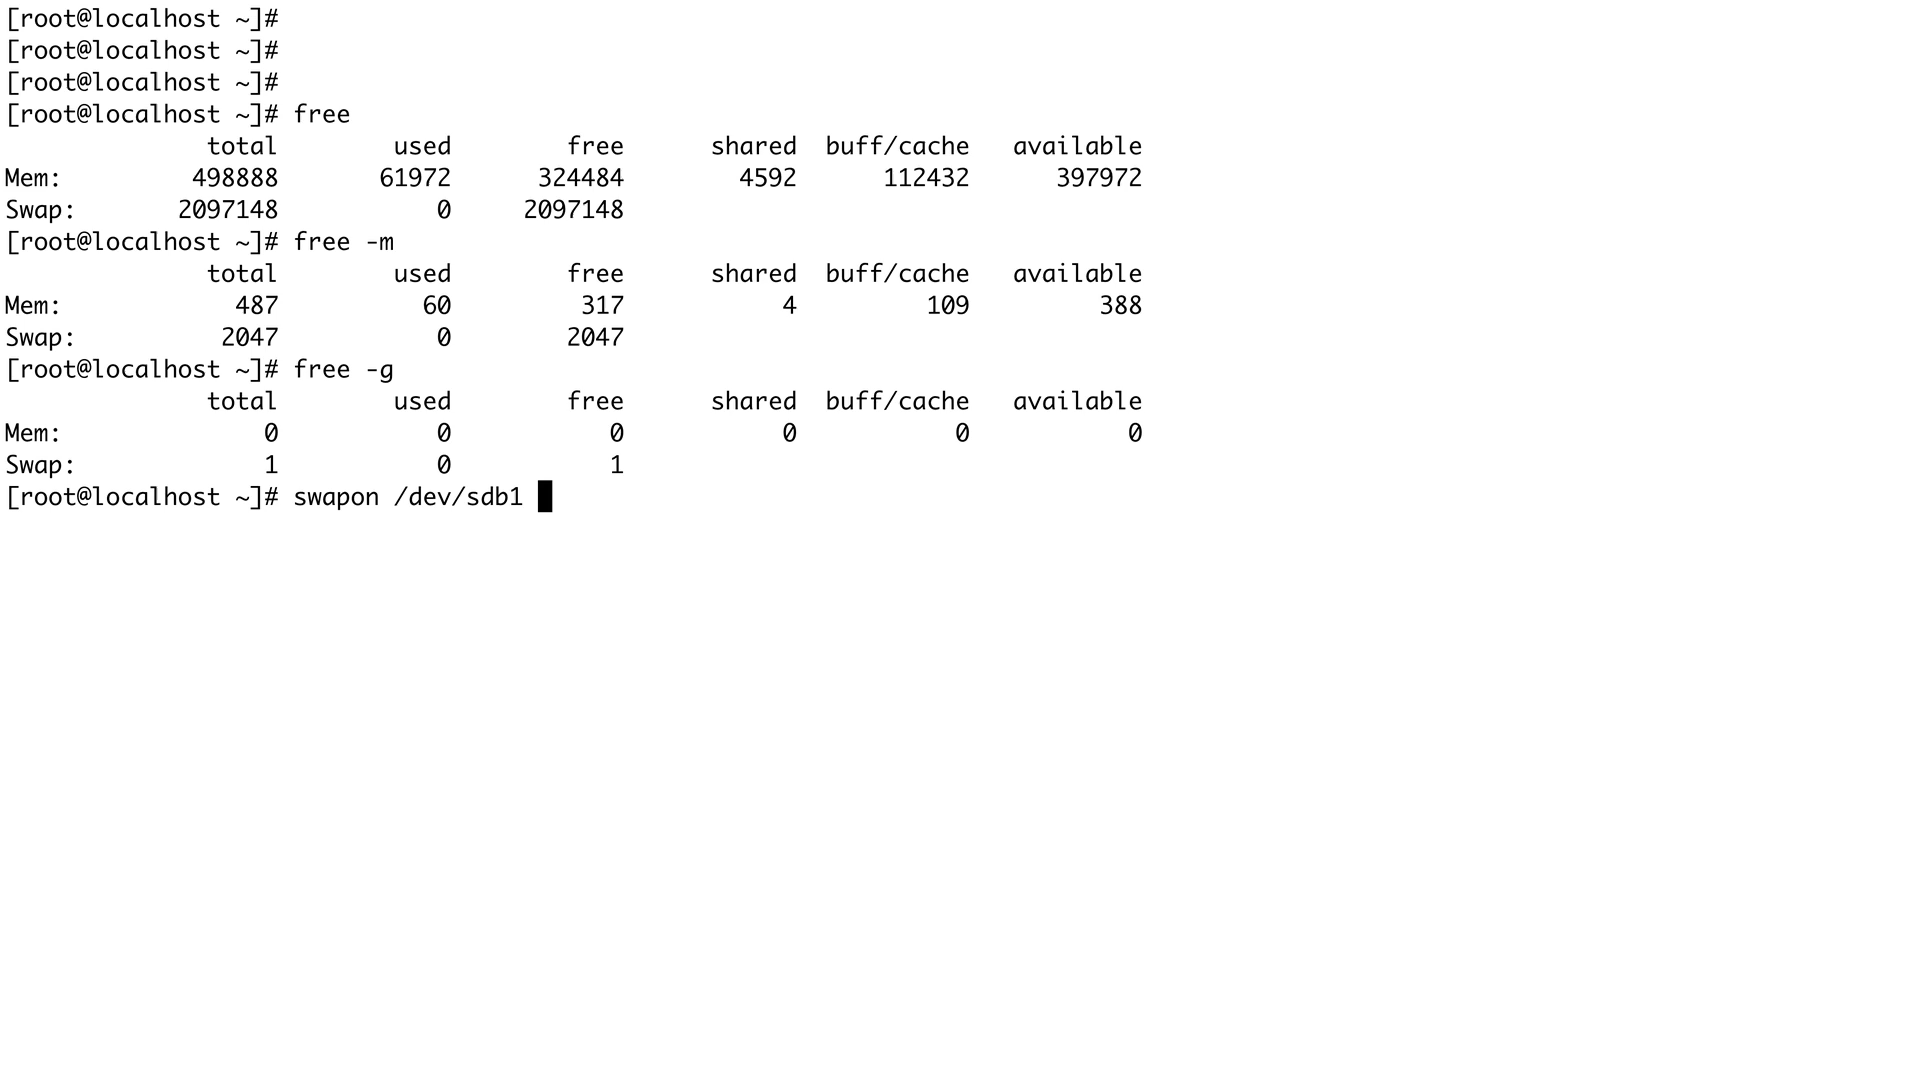 [root@localhost ~]#
[root@localhost ~]#
[root@localhost ~]#
[root@localhost ~]# free
              total        used        free      shared  buff/cache   available
Mem:         498888       61972      324484        4592      112432      397972
Swap:       2097148           0     2097148
[root@localhost ~]# free -m
              total        used        free      shared  buff/cache   available
Mem:            487          60         317           4         109         388
Swap:          2047           0        2047
[root@localhost ~]# free -g
              total        used        free      shared  buff/cache   available
Mem:              0           0           0           0           0           0
Swap:             1           0           1
[root@localhost ~]# swapon /dev/sdb1